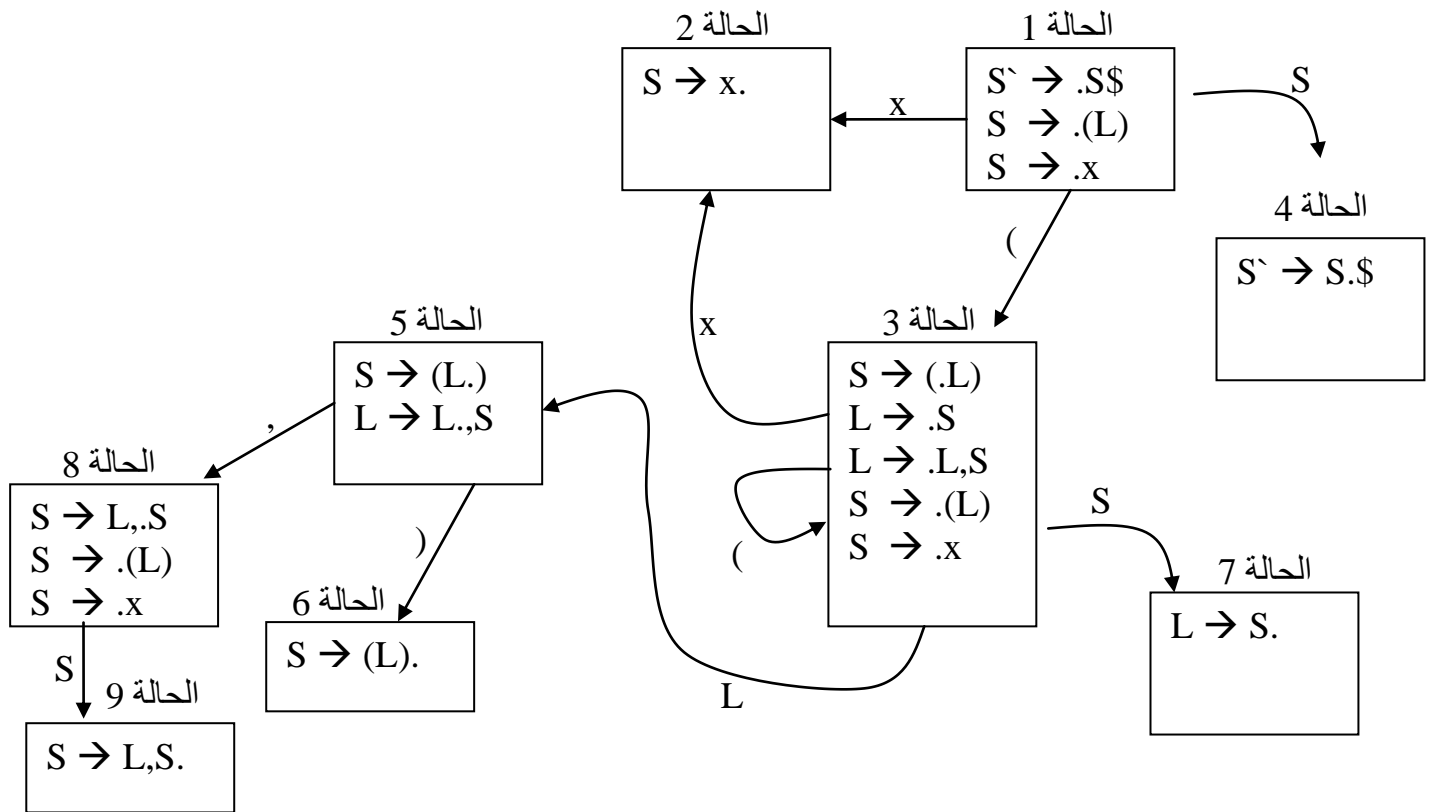 الحالة 1
S` → .S$
S → .(L)
S → .x
الحالة 2
S → x.
x
S
(
الحالة 4
S` → S.$
الحالة 3
S → (.L)
L → .S
L → .L,S
S → .(L)
S → .x
x
(
S
L
الحالة 5
S → (L.)
L → L.,S
,
)
الحالة 8
S → L,.S
S → .(L)
S → .x
S
الحالة 6
S → (L).
الحالة 7
L → S.
الحالة 9
S → L,S.